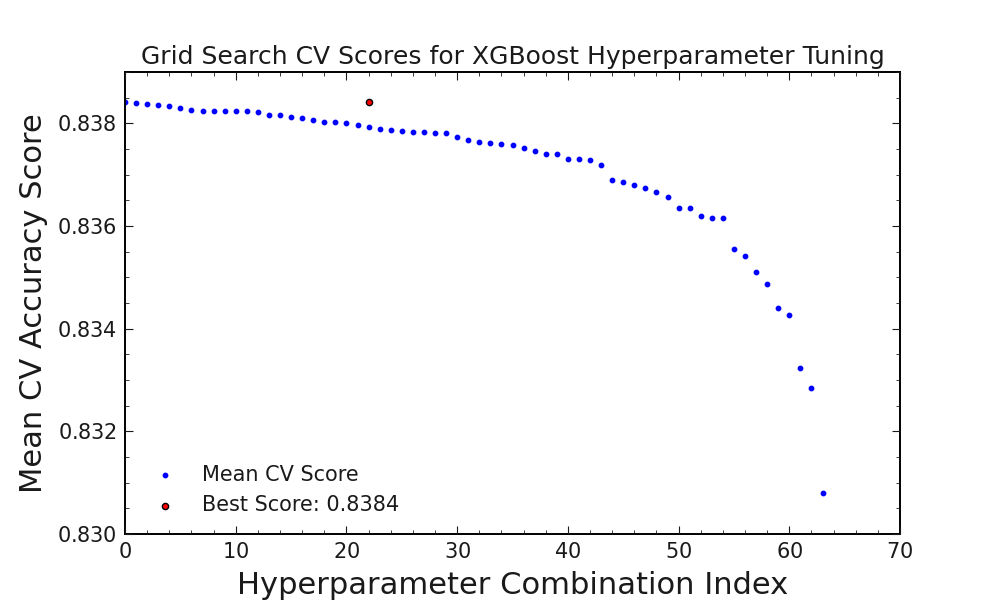 Grid Search CV Scores for XGBoost Hyperparameter Tuning
Mean CV Accuracy Score
0.838
0.836
0.834
0.832
0.830
Mean CV Score
Best Score: 0.8384
0 10 20 30 40 50 60 70
Hyperparameter Combination Index